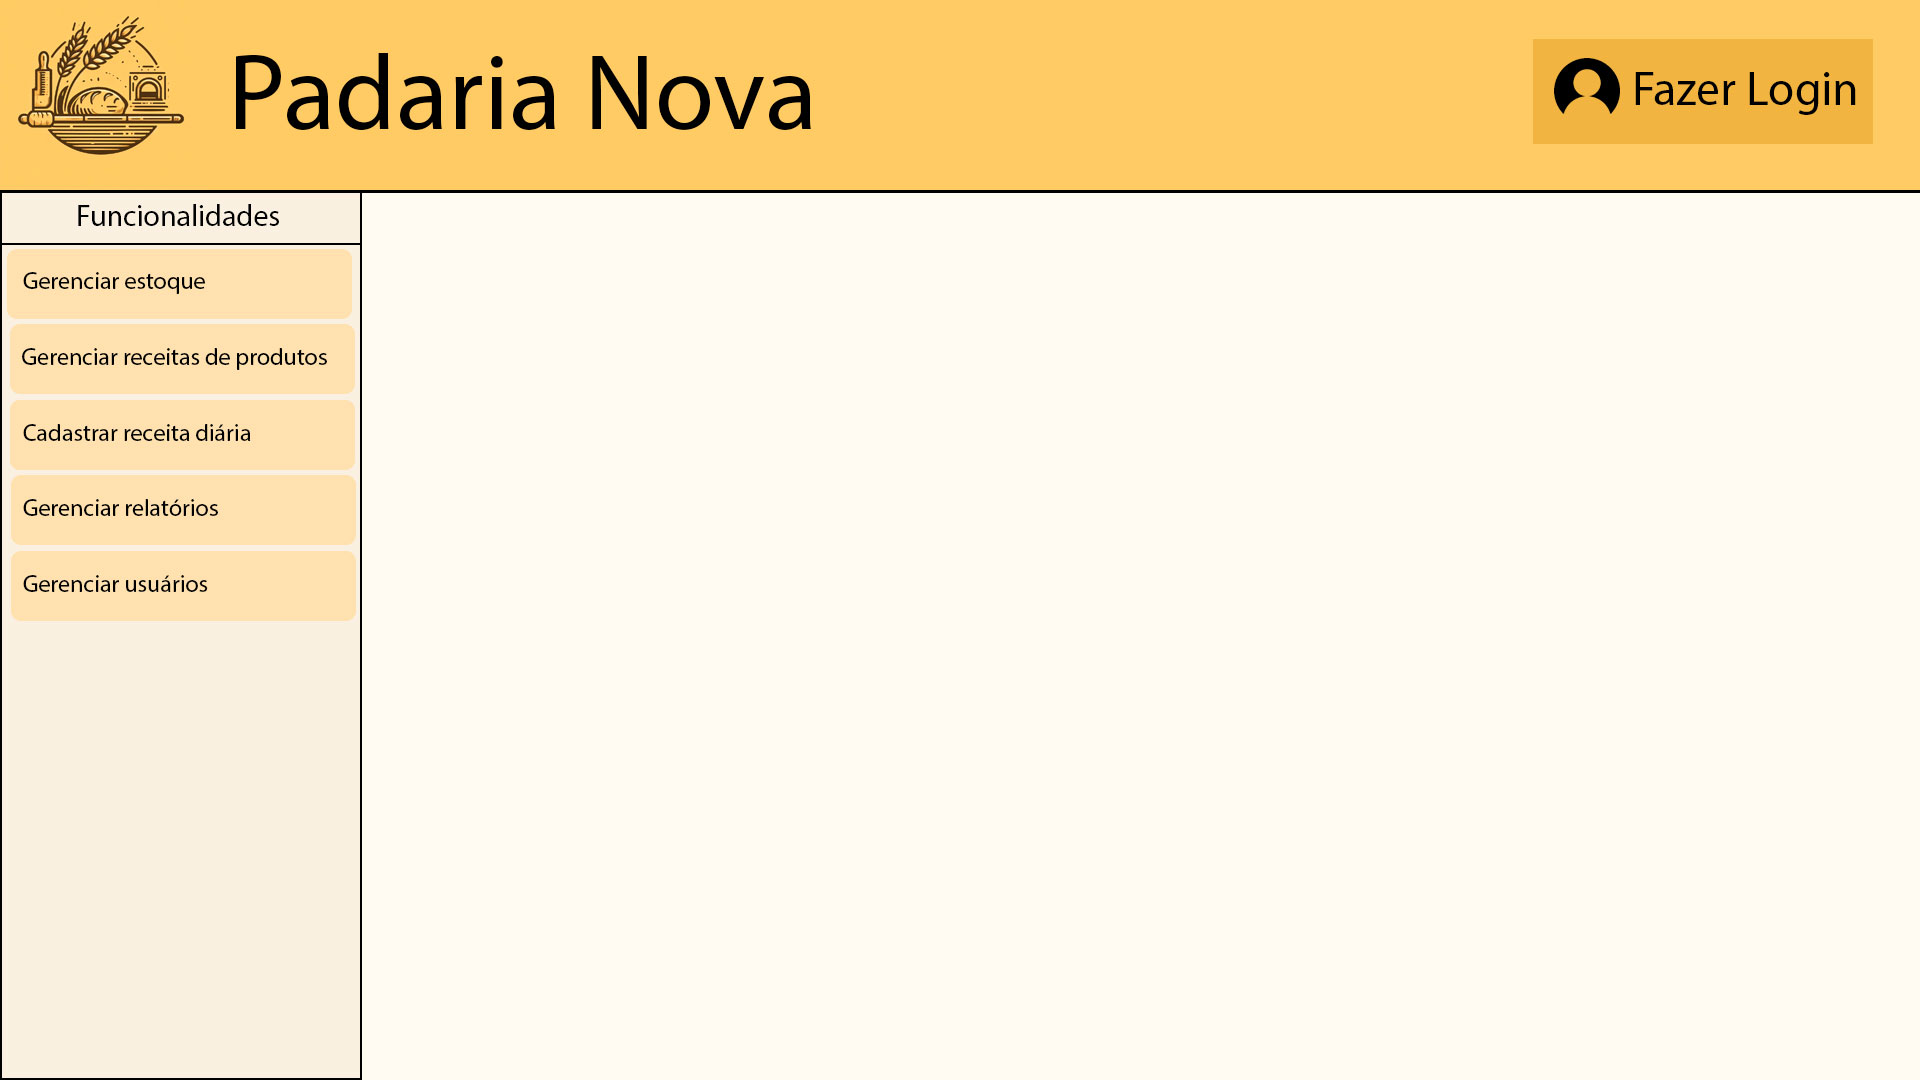 Padaria Nova
Fazer Login
Funcionalidades
Gerenciar estoque
Gerenciar receitas de produtos
Cadastrar receita diária
Gerenciar relatórios
Gerenciar usuários